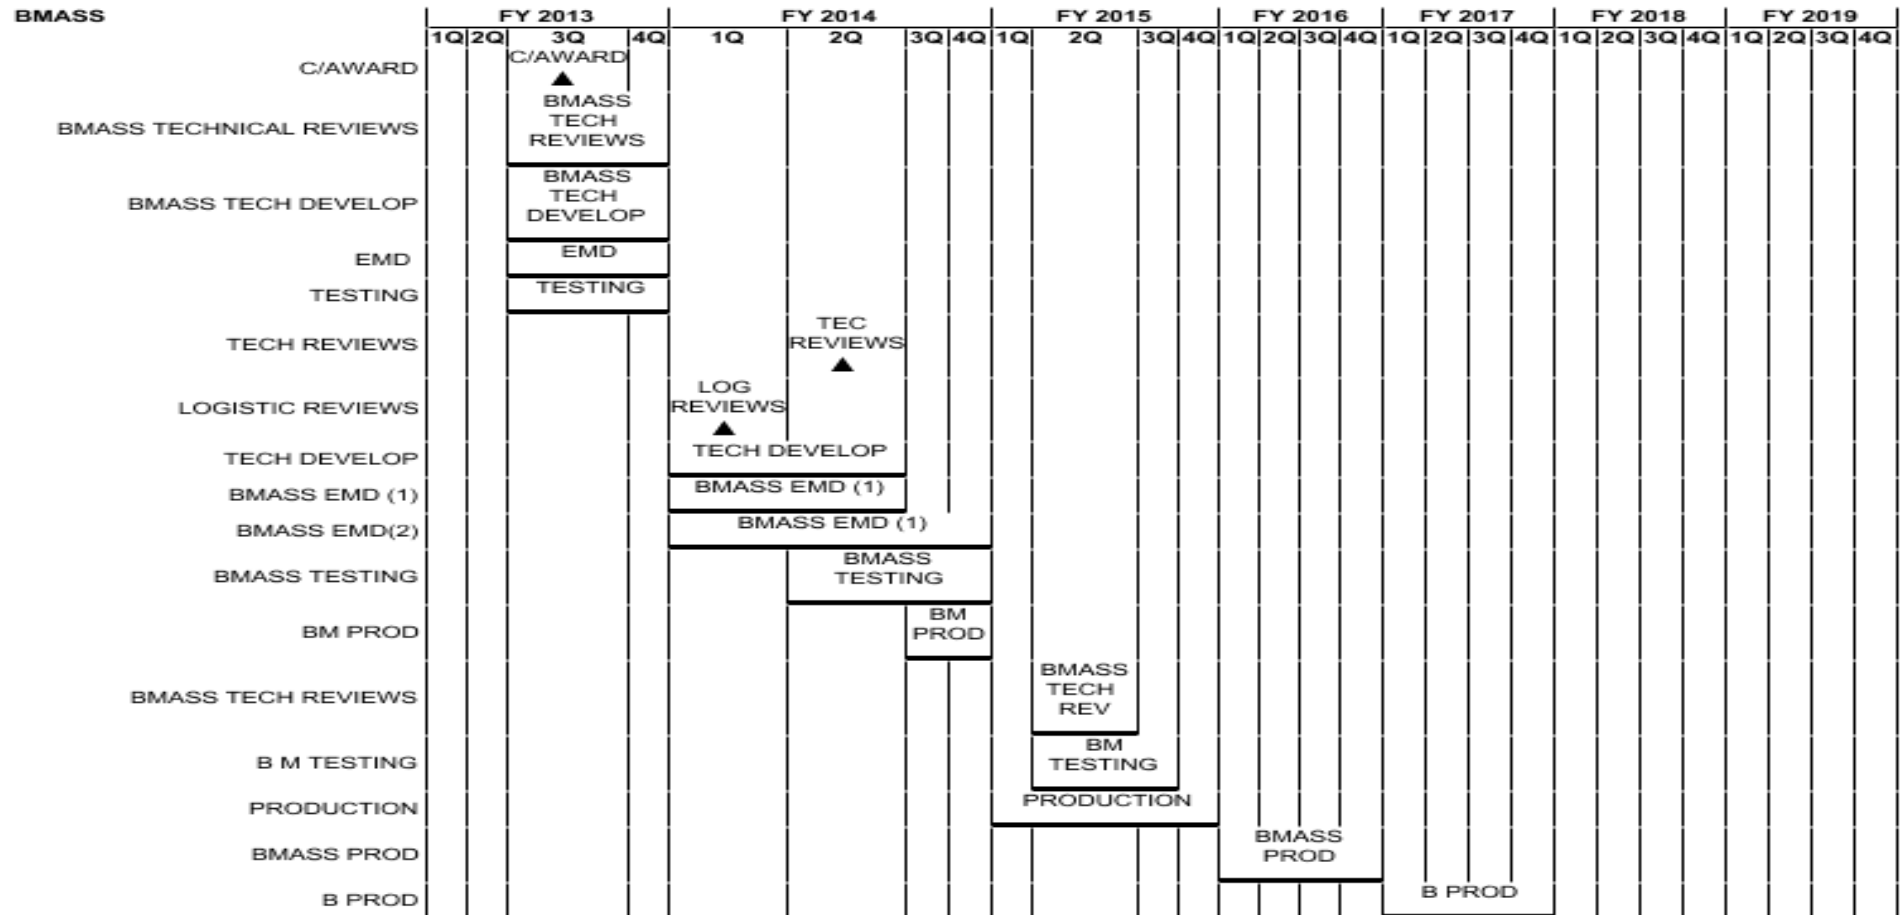 BMASS FY 2013 FY 2014 FY 2015 FY 2016 FY 2017 FY 2018 FY 2019
1Q 2Q 3Q 4Q 1Q 2Q 3Q 4Q 1Q 2Q 3Q 4Q 1Q 2Q 3Q 4Q 1Q 2Q 3Q 4Q 1Q 2Q 3Q 4Q 1Q 2Q 3Q 4Q
C/AWARD
C/AWARD
BMASS TECHNICAL REVIEWS
BMASS
TECH
REVIEWS
BMASS TECH DEVELOP
BMASS
TECH
DEVELOP
EMD
EMD
TESTING
TESTING
TECH REVIEWS
TEC
REVIEWS
LOGISTIC REVIEWS
LOG
REVIEWS
TECH DEVELOP
TECH DEVELOP
BMASS EMD (1)
BMASS EMD (1)
BMASS EMD(2)
BMASS EMD (1)
BMASS TESTING
BMASS
TESTING
BM PROD
BM
PROD
BMASS TECH REVIEWS
BMASS
TECH
REV
B M TESTING
BM
TESTING
PRODUCTION
PRODUCTION
BMASS PROD
BMASS
PROD
B PROD
B PROD